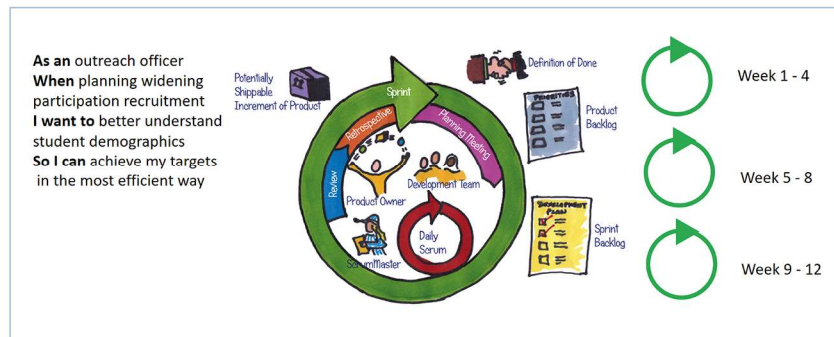 As an outreach officer
When planning widening
participation recruitment
I want to better understand
student demographics
So I can achieve my targets
in the most efficient way
Potentially
Shippable
Increment of Product
Sprint
Definition of Done
Retrospective
Planning Meeting
Review
Product Owner
Development Team
ScrumMaster
Daily
Scrum
PRIORITIES
Product
Backlog
DEVELOPMENT
PLAN
Sprint
Backlog
Week 1 - 4
Week 5 - 8
Week 9 - 12